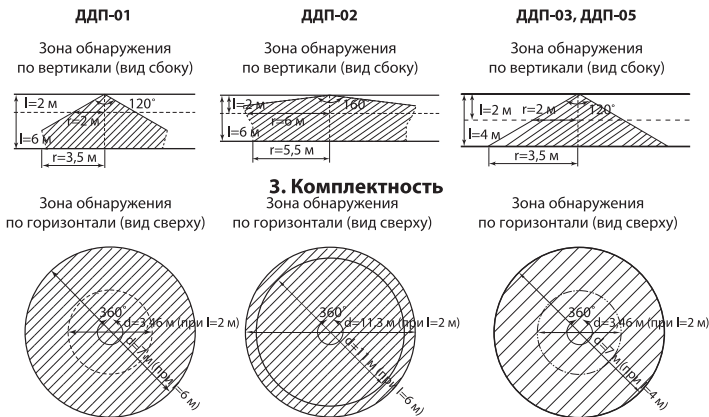 ДДП-01
ДДП-02
ДДП-03, ДДП-05
Зона обнаружения
по вертикали (вид сбоку)
Зона обнаружения
по вертикали (вид сбоку)
Зона обнаружения
по вертикали (вид сбоку)
l=2 м
120°
r=2 м
l=6 м
r=3,5 м
l=2 м
160°
r=6 м
l=6 м
r=5,5 м
l=2 м
r=2 м
120°
l=4 м
r=3,5 м
3. Комплектность
Зона обнаружения
по горизонтали (вид сверху)
Зона обнаружения
по горизонтали (вид сверху)
Зона обнаружения
по горизонтали (вид сверху)
360°
d=3,46 м (при l=2 м)
d=7 м (при l=6 м)
360°
d=11,3 м (при l=2 м)
d=11 м (при l=6 м)
360°
d=3,46 м (при l=2 м)
d=7 м (при l=4 м)